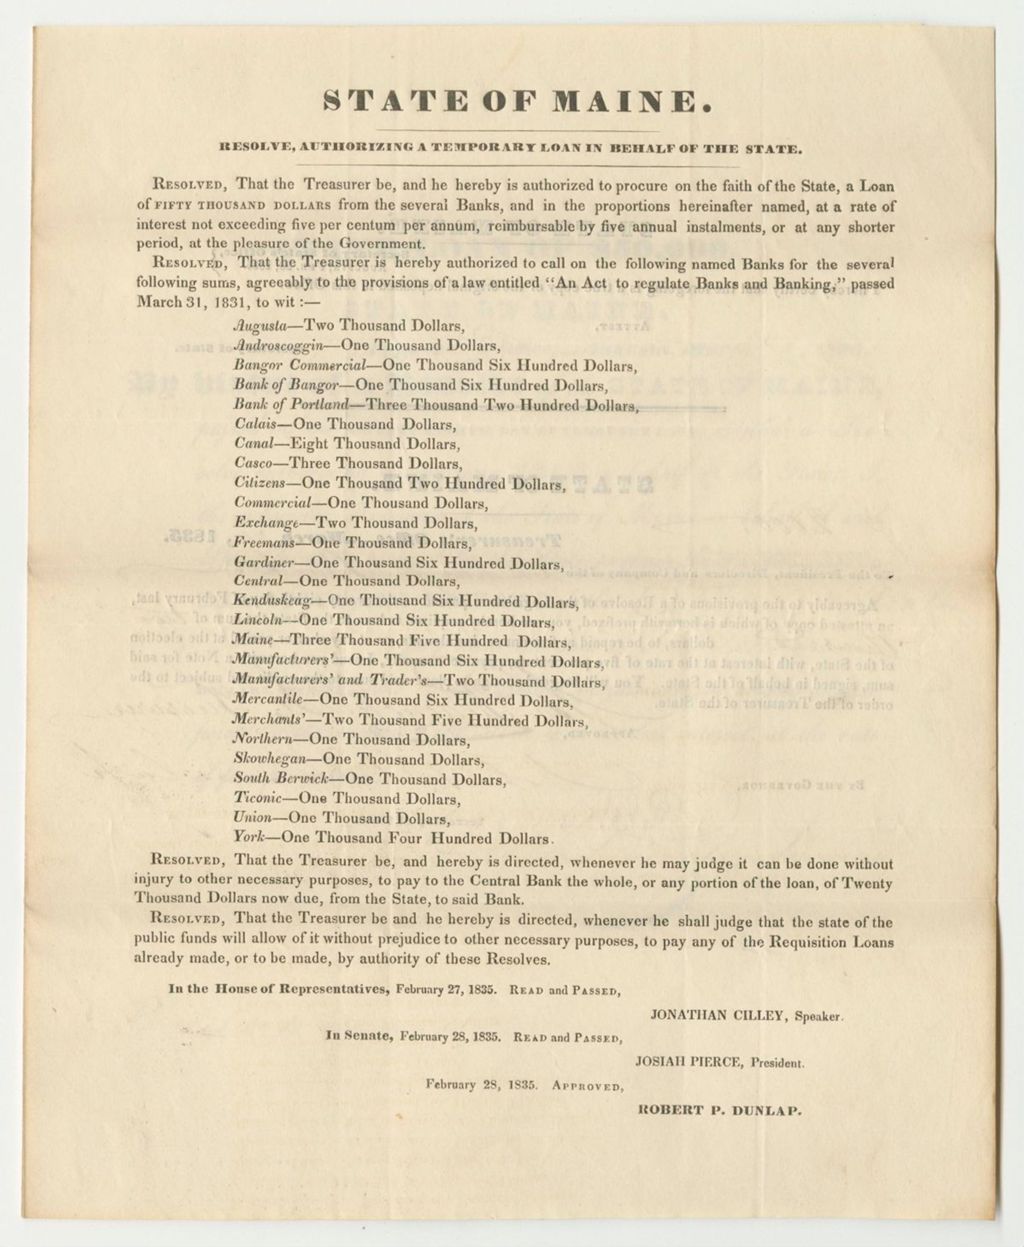 STATE OF MAINE.
RESOLVE, AUTHORIZING A TEMPORARY LOAN IN BEHALF OF THE STATE.
RESOLVED, That the Treasurer be, and he hereby is authorized to procure on the faith of the State, a Loan
of FIFTY THOUSAND DOLLARS from the several Banks, and in the proportions hereinafter named, at a rate of
interest not exceeding five per centum per annum, reimbursable by five annual instalments, or at any shorter
period, at the pleasure of the Government.
RESOLVED, That the Treasurer is hereby authorized to call on the following named Banks for the several
following sums, agreeably to the provisions of a law entitled "An Act to regulate Banks and Banking," passed
March 31, 1831, to wit :—
Augusta—Two Thousand Dollars,
Androscoggin—One Thousand Dollars,
Bangor Commercial—One Thousand Six Hundred Dollars,
Bank of Bangor—One Thousand Six Hundred Dollars,
Bank of Portland—Three Thousand Two Hundred Dollars,
Calais—One Thousand Dollars,
Canal—Eight Thousand Dollars,
Casco—Three Thousand Dollars,
Citizens—One Thousand Two Hundred Dollars,
Commercial—One Thousand Dollars,
Exchange—Two Thousand Dollars,
Freemans—One Thousand Dollars,
Gardiner—One Thousand Six Hundred Dollars,
Central—One Thousand Dollars,
Kenduskeag—One Thousand Six Hundred Dollars,
Lincoln—One Thousand Six Hundred Dollars,
Maine—Three Thousand Five Hundred Dollars,
Manufacturers'—One Thousand Six Hundred Dollars,
Manufacturers' and Trader's—Two Thousand Dollars,
Mercantile—One Thousand Six Hundred Dollars,
Merchants'—Two Thousand Five Hundred Dollars,
Northern—One Thousand Dollars,
Skowhegan—One Thousand Dollars,
South Berwick—One Thousand Dollars,
Ticonic—One Thousand Dollars,
Union—One Thousand Dollars,
York—One Thousand Four Hundred Dollars.
RESOLVED, That the Treasurer be, and hereby is directed, whenever he may judge it can be done without
injury to other necessary purposes, to pay to the Central Bank the whole, or any portion of the loan, of Twenty
Thousand Dollars now due, from the State, to said Bank.
RESOLVED, That the Treasurer be and he hereby is directed, whenever he shall judge that the state of the
public funds will allow of it without prejudice to other necessary purposes, to pay any of the Requisition Loans
already made, or to be made, by authority of these Resolves.
In the House of Representatives, February 27, 1835. READ and PASSED,
JONATHAN CILLEY, Speaker.
In Senate, February 28, 1835. READ and PASSED,
JOSIAH PIERCE, President.
February 28, 1835. APPROVED,
ROBERT P. DUNLAP.